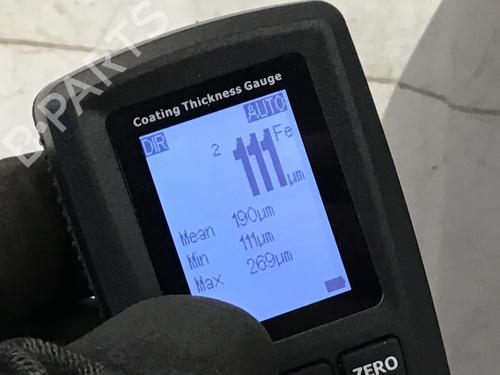 B-PARTS
Coating Thickness Gauge
DIR AUTO
2 111 Fe
µm
Mean 190µm
Min 111µm
Max 269µm
ZERO